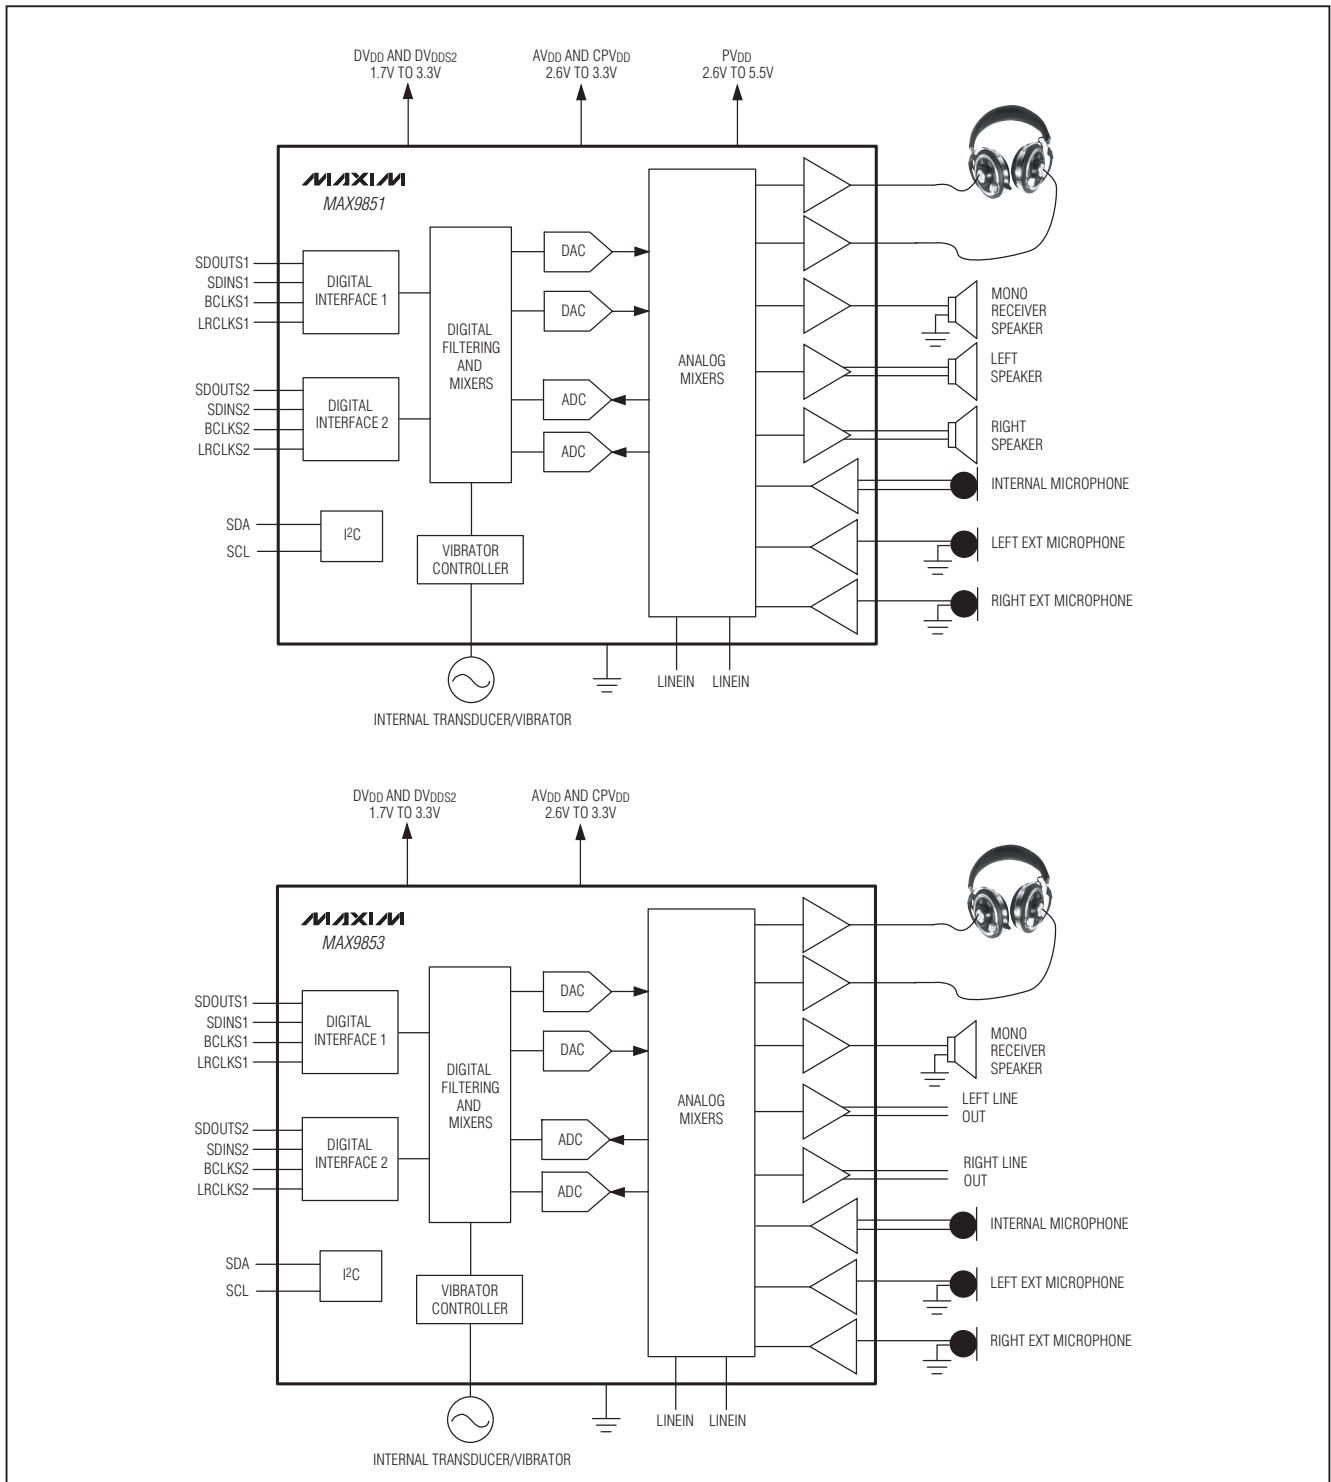 DVDD AND DVDDS2
1.7V TO 3.3V
AVDD AND CPVDD
2.6V TO 3.3V
PVDD
2.6V TO 5.5V
MAXIM
MAX9851
SDOUTS1
SDINS1
BCLKS1
LRCLKS1
DIGITAL
INTERFACE 1
SDOUTS2
SDINS2
BCLKS2
LRCLKS2
DIGITAL
INTERFACE 2
SDA
SCL
I²C
DIGITAL
FILTERING
AND
MIXERS
VIBRATOR
CONTROLLER
DAC
DAC
ADC
ADC
ANALOG
MIXERS
MONO
RECEIVER
SPEAKER
LEFT
SPEAKER
RIGHT
SPEAKER
INTERNAL MICROPHONE
LEFT EXT MICROPHONE
RIGHT EXT MICROPHONE
LINEIN
LINEIN
INTERNAL TRANSDUCER/VIBRATOR
DVDD AND DVDDS2
1.7V TO 3.3V
AVDD AND CPVDD
2.6V TO 3.3V
MAXIM
MAX9853
SDOUTS1
SDINS1
BCLKS1
LRCLKS1
DIGITAL
INTERFACE 1
SDOUTS2
SDINS2
BCLKS2
LRCLKS2
DIGITAL
INTERFACE 2
SDA
SCL
I²C
DIGITAL
FILTERING
AND
MIXERS
VIBRATOR
CONTROLLER
DAC
DAC
ADC
ADC
ANALOG
MIXERS
MONO
RECEIVER
SPEAKER
LEFT LINE
OUT
RIGHT LINE
OUT
INTERNAL MICROPHONE
LEFT EXT MICROPHONE
RIGHT EXT MICROPHONE
LINEIN
LINEIN
INTERNAL TRANSDUCER/VIBRATOR